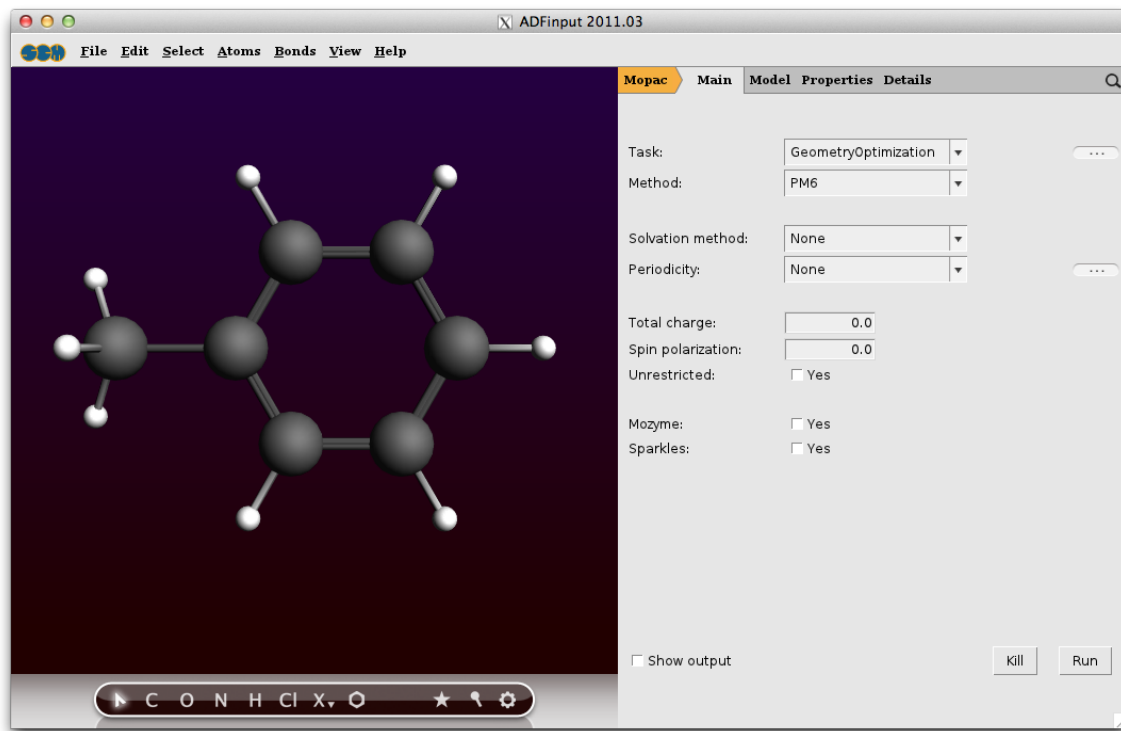 X ADFinput 2011.03
SCM File Edit Select Atoms Bonds View Help
Mopac Main Model Properties Details
Task: GeometryOptimization ...
Method: PM6
Solvation method: None
Periodicity: None ...
Total charge: 0.0
Spin polarization: 0.0
Unrestricted: Yes
Mozyme: Yes
Sparkles: Yes
Show output Kill Run
C O N H Cl X